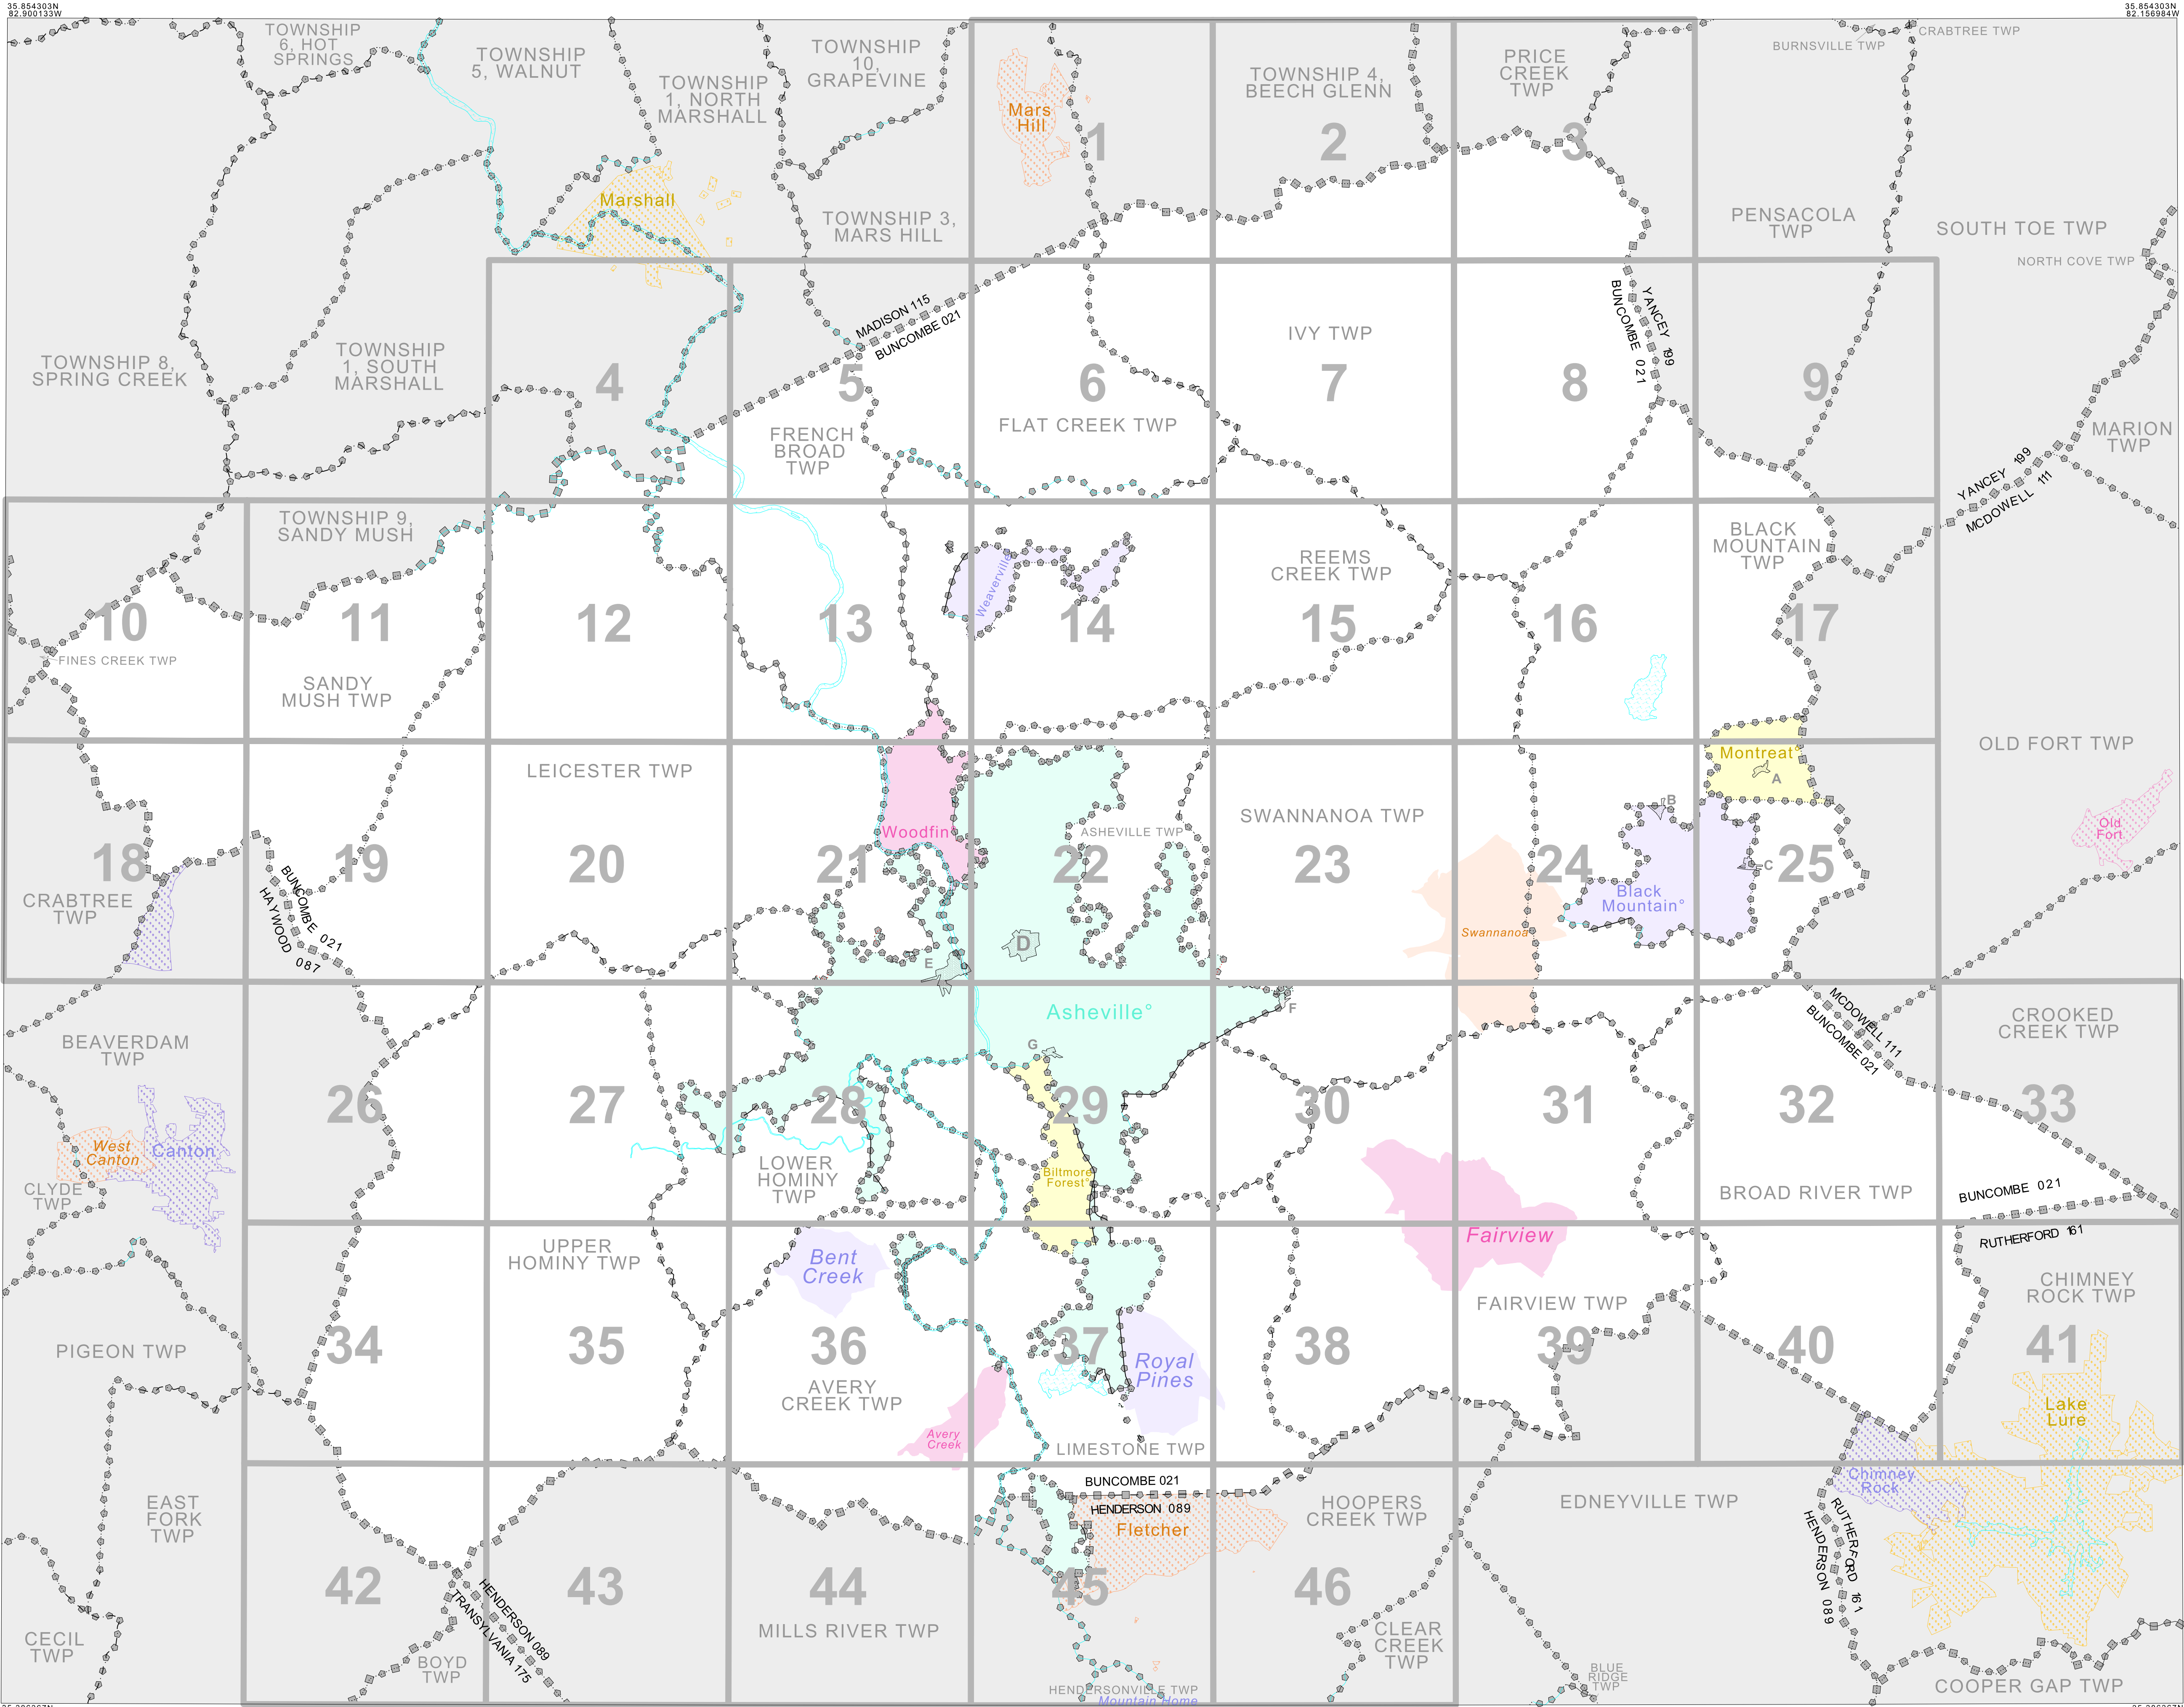 35.854303N
82.900133W
35.854303N
82.156984W
TOWNSHIP
6, HOT
SPRINGS
TOWNSHIP
5, WALNUT
TOWNSHIP
10,
GRAPEVINE
TOWNSHIP
1, NORTH
MARSHALL
TOWNSHIP 4,
BEECH GLENN
PRICE
CREEK
TWP
BURNSVILLE TWP
CRABTREE TWP
Mars
Hill
1
2
3
Marshall
TOWNSHIP 3,
MARS HILL
PENSACOLA
TWP
SOUTH TOE TWP
NORTH COVE TWP
MADISON 115
BUNCOMBE 021
IVY TWP
YANCEY 199
BUNCOMBE 021
TOWNSHIP 8,
SPRING CREEK
TOWNSHIP
1, SOUTH
MARSHALL
4
5
6
7
8
9
FRENCH
BROAD
TWP
FLAT CREEK TWP
MARION
TWP
YANCEY 199
MCDOWELL 111
TOWNSHIP 9,
SANDY MUSH
BLACK
MOUNTAIN
TWP
Weaverville
REEMS
CREEK TWP
10
11
12
13
14
15
16
17
FINES CREEK TWP
SANDY
MUSH TWP
LEICESTER TWP
Montreat°
A
OLD FORT TWP
B
Woodfin
ASHEVILLE TWP
SWANNANOA TWP
Old
Fort
18
19
20
21
22
23
24
25
C
CRABTREE
TWP
BUNCOMBE 021
HAYWOOD 087
Black
Mountain°
Swannanoa
D
E
F
Asheville°
G
BEAVERDAM
TWP
MCDOWELL 111
BUNCOMBE 021
CROOKED
CREEK TWP
26
27
28
29
30
31
32
33
West
Canton
Canton
CLYDE
TWP
LOWER
HOMINY
TWP
Biltmore
Forest°
BROAD RIVER TWP
BUNCOMBE 021
RUTHERFORD 161
UPPER
HOMINY TWP
Bent
Creek
Fairview
FAIRVIEW TWP
CHIMNEY
ROCK TWP
PIGEON TWP
34
35
36
37
38
39
40
41
Royal
Pines
AVERY
CREEK TWP
Avery
Creek
LIMESTONE TWP
Lake
Lure
BUNCOMBE 021
HENDERSON 089
Fletcher
Chimney
Rock
EAST
FORK
TWP
HOOPERS
CREEK TWP
EDNEYVILLE TWP
RUTHERFORD 161
HENDERSON 089
42
43
44
45
46
HENDERSON 089
TRANSYLVANIA 175
MILLS RIVER TWP
CECIL
TWP
BOYD
TWP
CLEAR
CREEK
TWP
BLUE
RIDGE
TWP
HENDERSONVILLE TWP
Mountain Home
COOPER GAP TWP